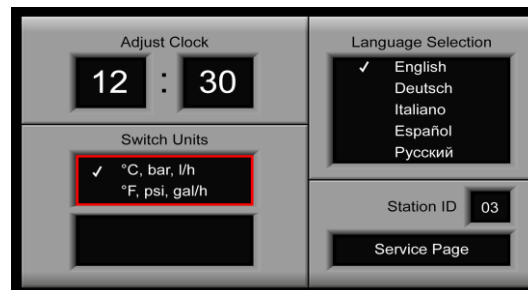 Adjust Clock
12 : 30
Switch Units
✓ °C, bar, l/h
°F, psi, gal/h
Language Selection
✓ English
Deutsch
Italiano
Español
Русский
Station ID 03
Service Page